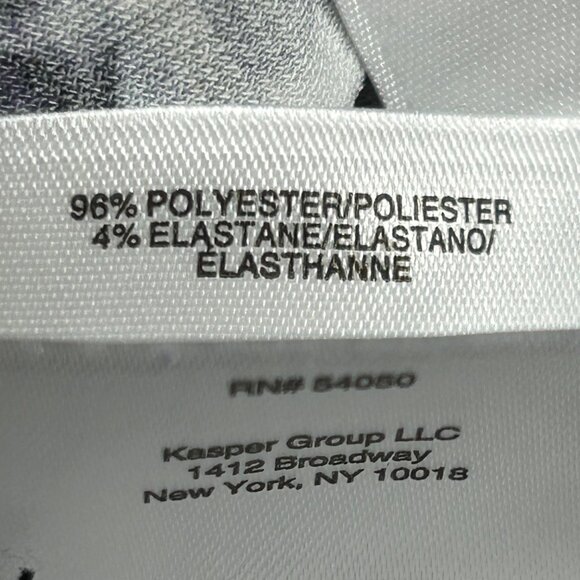 96% POLYESTER/POLIESTER
4% ELASTANE/ELASTANO/
ELASTHANNE
RN# 54050
Kasper Group LLC
1412 Broadway
New York, NY 10018